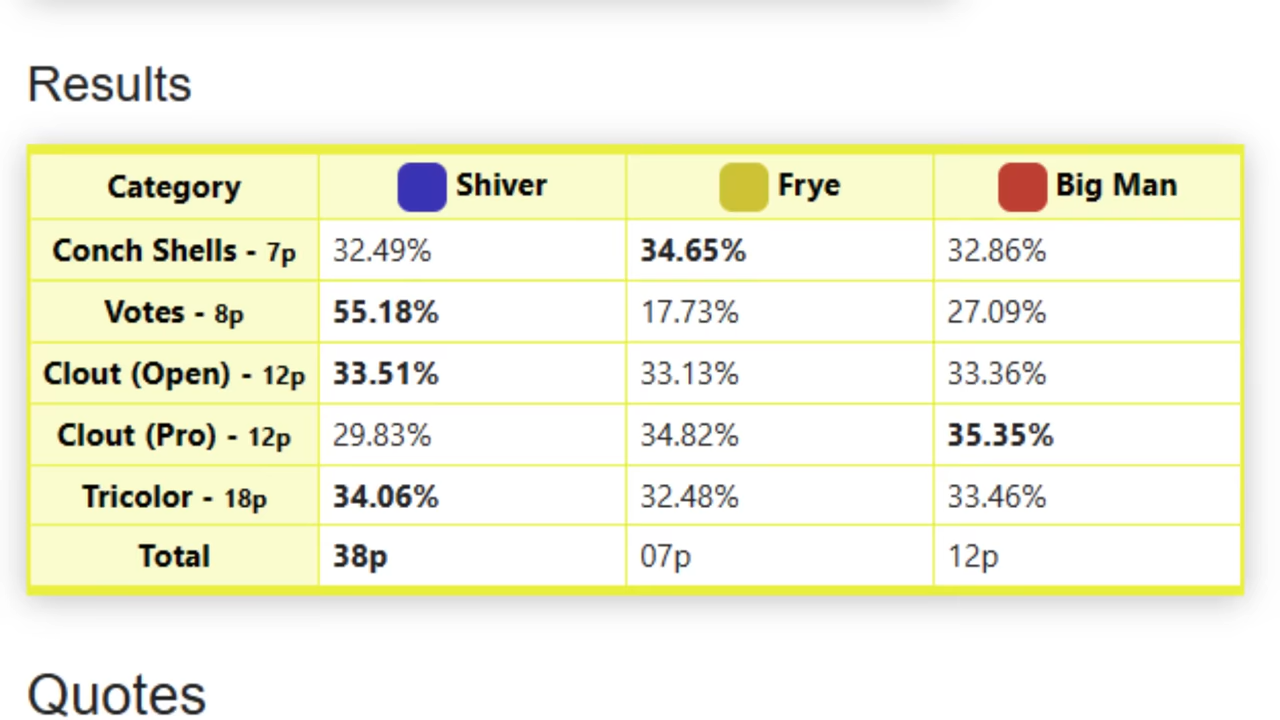 Results
Category Shiver Frye Big Man
Conch Shells - 7p 32.49% 34.65% 32.86%
Votes - 8p 55.18% 17.73% 27.09%
Clout (Open) - 12p 33.51% 33.13% 33.36%
Clout (Pro) - 12p 29.83% 34.82% 35.35%
Tricolor - 18p 34.06% 32.48% 33.46%
Total 38p 07p 12p
Quotes